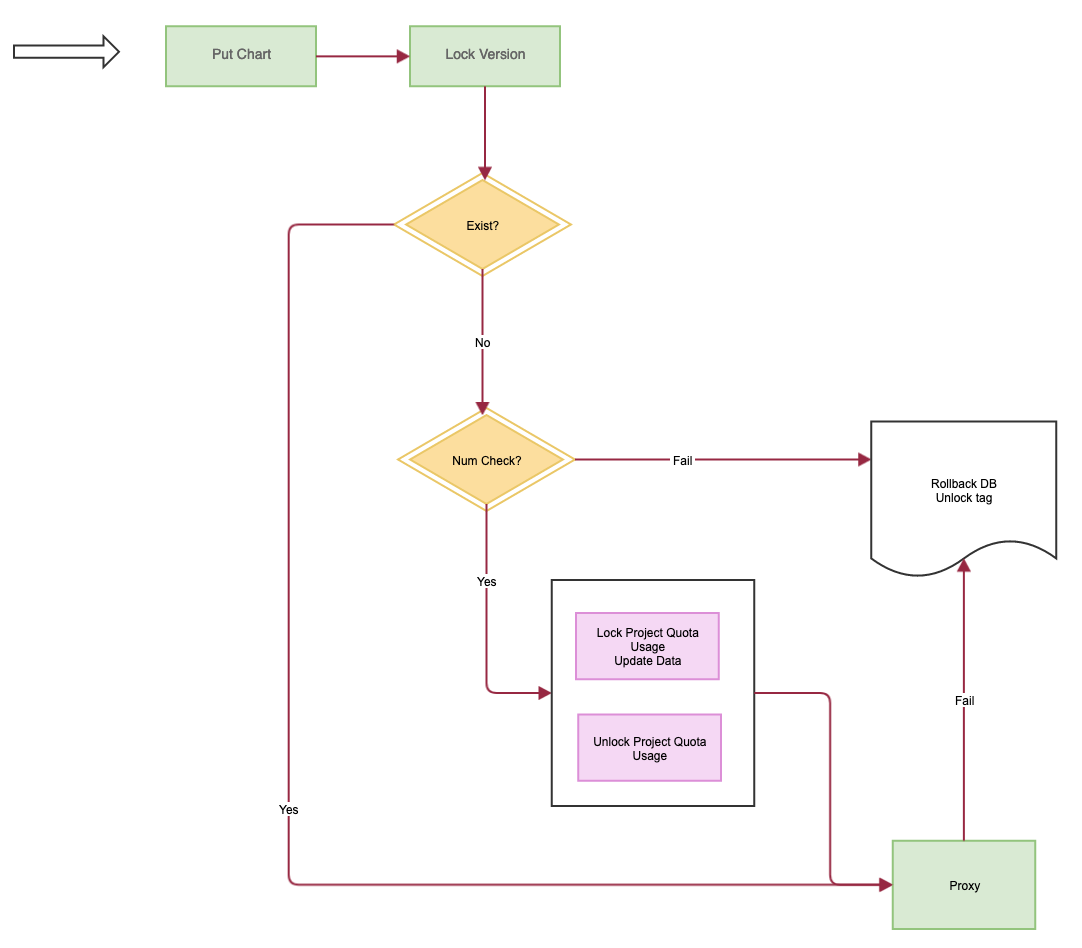 Put Chart
Lock Version
Exist?
No
Num Check?
Fail
Rollback DB
Unlock tag
Yes
Lock Project Quota
Usage
Update Data
Unlock Project Quota
Usage
Fail
Yes
Proxy